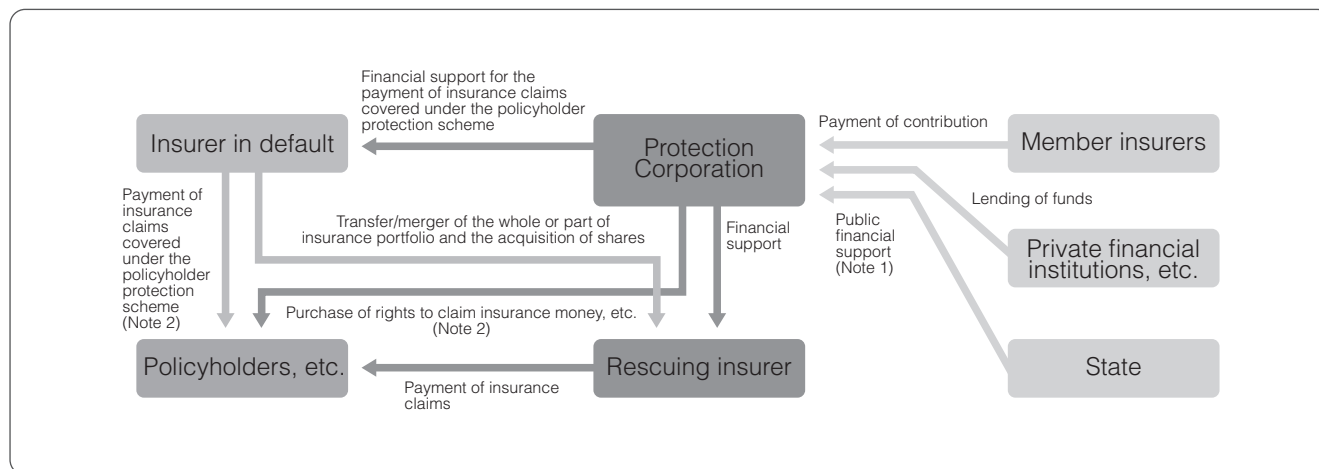 Financial support for the
payment of insurance claims
covered under the policyholder
protection scheme
Insurer in default
Protection
Corporation
Payment of contribution
Member insurers
Payment of
insurance
claims
covered
under the
policyholder
protection
scheme
(Note 2)
Transfer/merger of the whole or part of
insurance portfolio and the acquisition of shares
Financial
support
Lending of funds
Public
financial
support
(Note 1)
Private financial
institutions, etc.
Purchase of rights to claim insurance money, etc.
(Note 2)
Policyholders, etc.
Payment of insurance
claims
Rescuing insurer
State